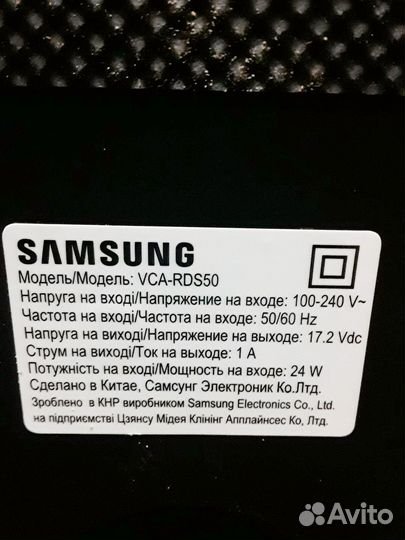 SAMSUNG
Модель/Модель: VCA-RDS50
Напруга на вході/Напряжение на входе: 100-240 V~
Частота на вході/Частота на входе: 50/60 Hz
Напруга на виході/Напряжение на выходе: 17.2 Vdc
Струм на виході/Ток на выходе: 1 A
Потужність на вході/Мощность на входе: 24 W
Сделано в Китае, Самсунг Электроник Ко.Лтд.
Зроблено в КНР виробником Samsung Electronics Co., Ltd.
на підприємстві Цзянсу Мідея Клінінг Апплайнсес Ко, Лтд.
Avito